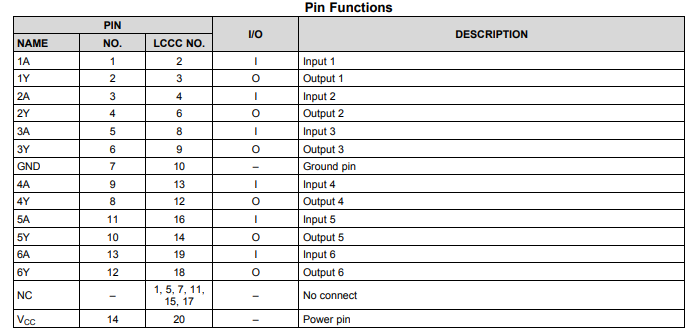 Pin Functions
PIN I/O DESCRIPTION
NAME NO. LCCC NO.
1A 1 2 I Input 1
1Y 2 3 O Output 1
2A 3 4 I Input 2
2Y 4 6 O Output 2
3A 5 8 I Input 3
3Y 6 9 O Output 3
GND 7 10 – Ground pin
4A 9 13 I Input 4
4Y 8 12 O Output 4
5A 11 16 I Input 5
5Y 10 14 O Output 5
6A 13 19 I Input 6
6Y 12 18 O Output 6
NC – 1, 5, 7, 11, – No connect
15, 17
VCC 14 20 – Power pin